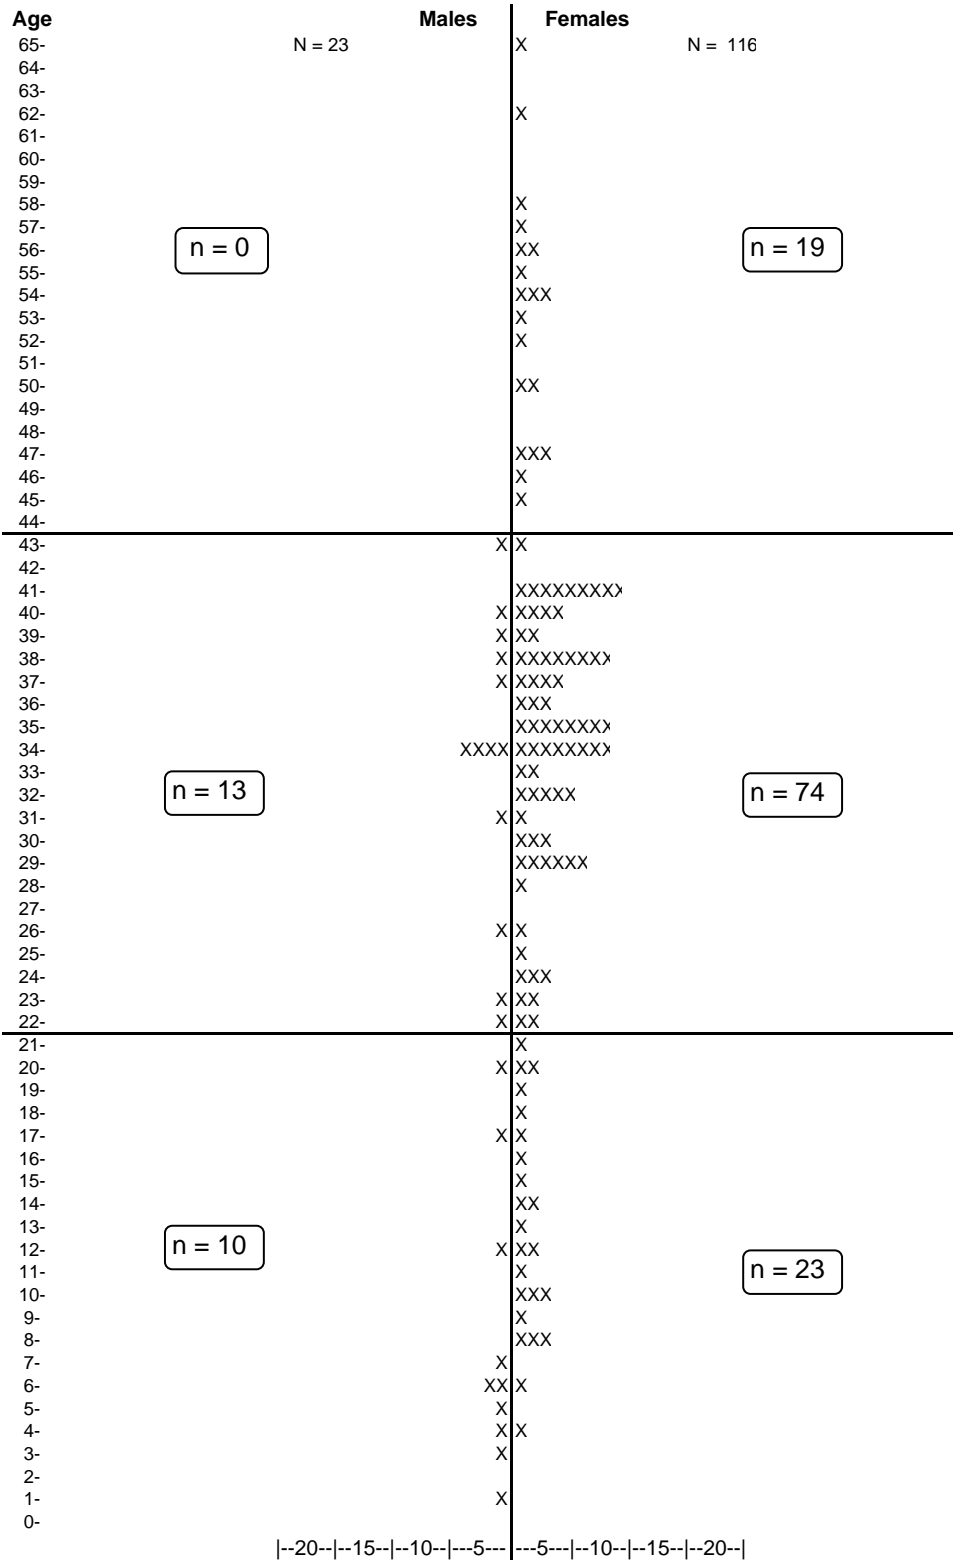 Age Males Females
65- N = 23 X N = 116
64-
63-
62- X
61-
60-
59-
58- X
57- X
56- n = 0 XX n = 19
55- X
54- XXX
53- X
52- X
51-
50- XX
49-
48-
47- XXX
46- X
45- X
44-
43- X X
42-
41- XXXXXXXXX
40- X XXXX
39- X XX
38- X XXXXXXXX
37- X XXXX
36- XXX
35- XXXXXXXX
34- XXXX XXXXXXXX
33- XX
32- n = 13 XXXXX n = 74
31- X X
30- XXX
29- XXXXXX
28- X
27-
26- X X
25- X
24- XXX
23- X XX
22- X XX
21- X
20- X XX
19- X
18- X
17- X X
16- X
15- X
14- XX
13- X
12- n = 10 X XX
11- X n = 23
10- XXX
9- X
8- XXX
7- X
6- XX X
5- X
4- X X
3- X
2-
1- X
0-
|--20--|--15--|--10--|---5--- ---5---|--10--|--15--|--20--|